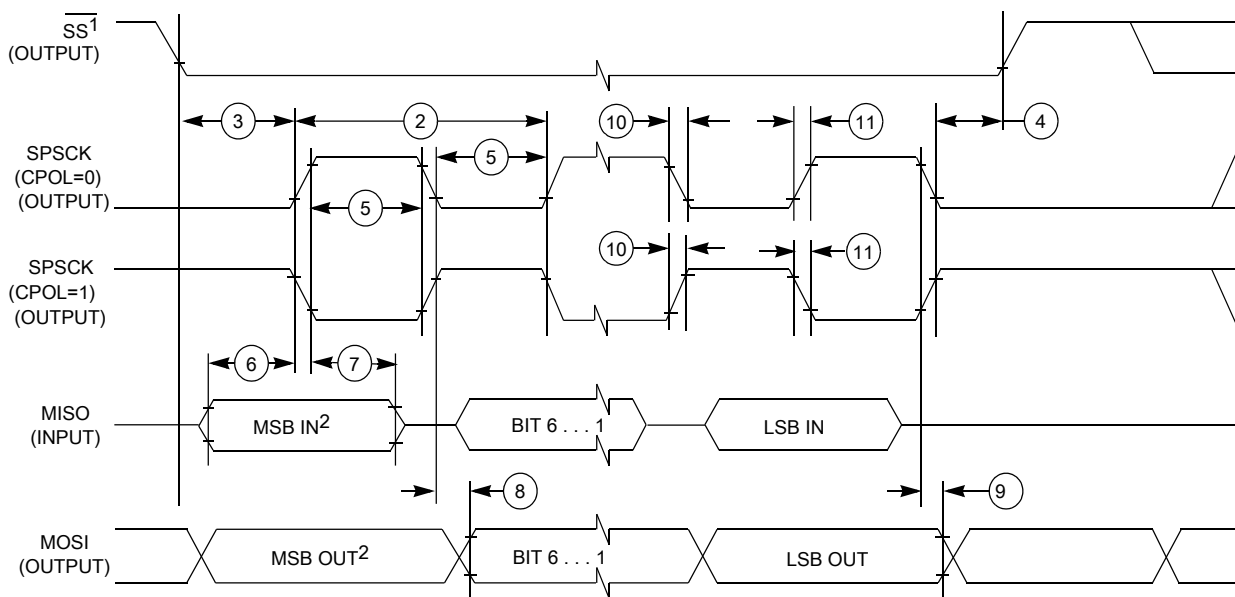 SS¹
(OUTPUT)
3
2
10
11
4
SPSCK
(CPOL=0)
(OUTPUT)
5
5
SPSCK
(CPOL=1)
(OUTPUT)
10
11
6
7
MISO
(INPUT)
MSB IN²
BIT 6 . . . 1
LSB IN
8
9
MOSI
(OUTPUT)
MSB OUT²
BIT 6 . . . 1
LSB OUT